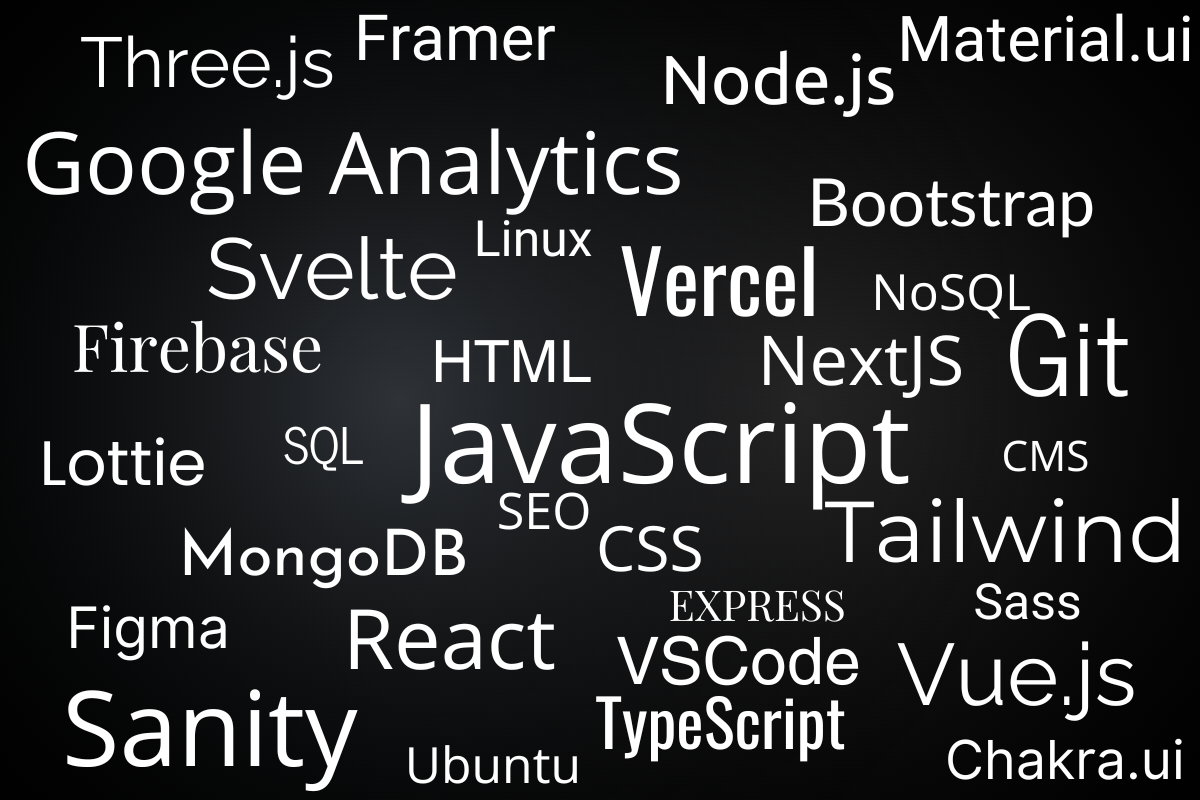 Three.js
Framer
Node.js
Material.ui
Google Analytics
Bootstrap
Svelte
Linux
Vercel
NoSQL
Firebase
HTML
NextJS
Git
Lottie
SQL
JavaScript
CMS
SEO
MongoDB
CSS
Tailwind
Figma
React
EXPRESS
Sass
VSCode
Vue.js
Sanity
TypeScript
Ubuntu
Chakra.ui